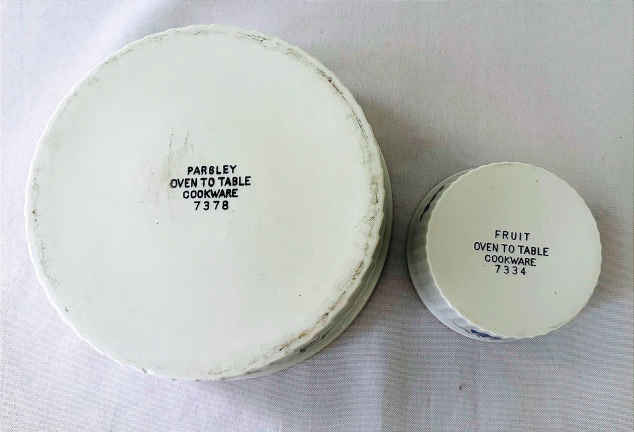 PARSLEY
OVEN TO TABLE
COOKWARE
7378
FRUIT
OVEN TO TABLE
COOKWARE
7334